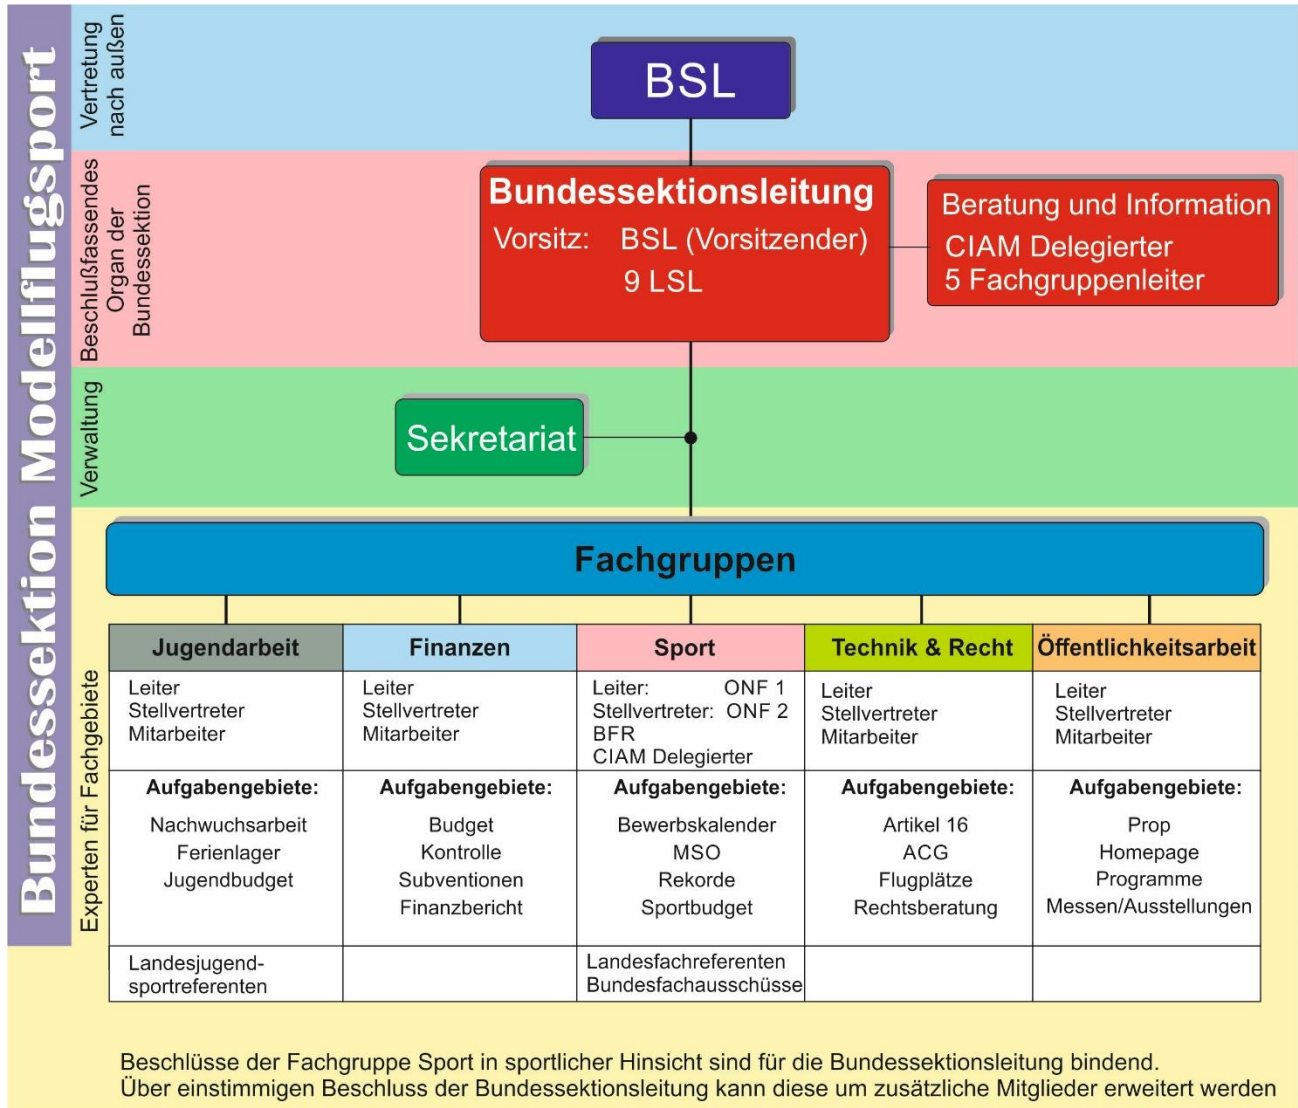 Bundessektion Modellflugsport
Vertretung
nach außen
BSL
Beschlußfassendes
Organ der
Bundessektion
Bundessektionsleitung
Vorsitz: BSL (Vorsitzender)
9 LSL
Beratung und Information
CIAM Delegierter
5 Fachgruppenleiter
Verwaltung
Sekretariat
Experten für Fachgebiete
Fachgruppen
Jugendarbeit
Leiter
Stellvertreter
Mitarbeiter
Aufgabengebiete:
Nachwuchsarbeit
Ferienlager
Jugendbudget
Landesjugend-
sportreferenten
Finanzen
Leiter
Stellvertreter
Mitarbeiter
Aufgabengebiete:
Budget
Kontrolle
Subventionen
Finanzbericht
Sport
Leiter: ONF 1
Stellvertreter: ONF 2
BFR
CIAM Delegierter
Aufgabengebiete:
Bewerbskalender
MSO
Rekorde
Sportbudget
Landesfachreferenten
Bundesfachausschüsse
Technik & Recht
Leiter
Stellvertreter
Mitarbeiter
Aufgabengebiete:
Artikel 16
ACG
Flugplätze
Rechtsberatung
Öffentlichkeitsarbeit
Leiter
Stellvertreter
Mitarbeiter
Aufgabengebiete:
Prop
Homepage
Programme
Messen/Ausstellungen
Beschlüsse der Fachgruppe Sport in sportlicher Hinsicht sind für die Bundessektionsleitung bindend.
Über einstimmigen Beschluss der Bundessektionsleitung kann diese um zusätzliche Mitglieder erweitert werden